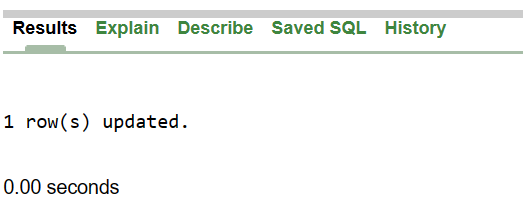 Results Explain Describe Saved SQL History
1 row(s) updated.
0.00 seconds